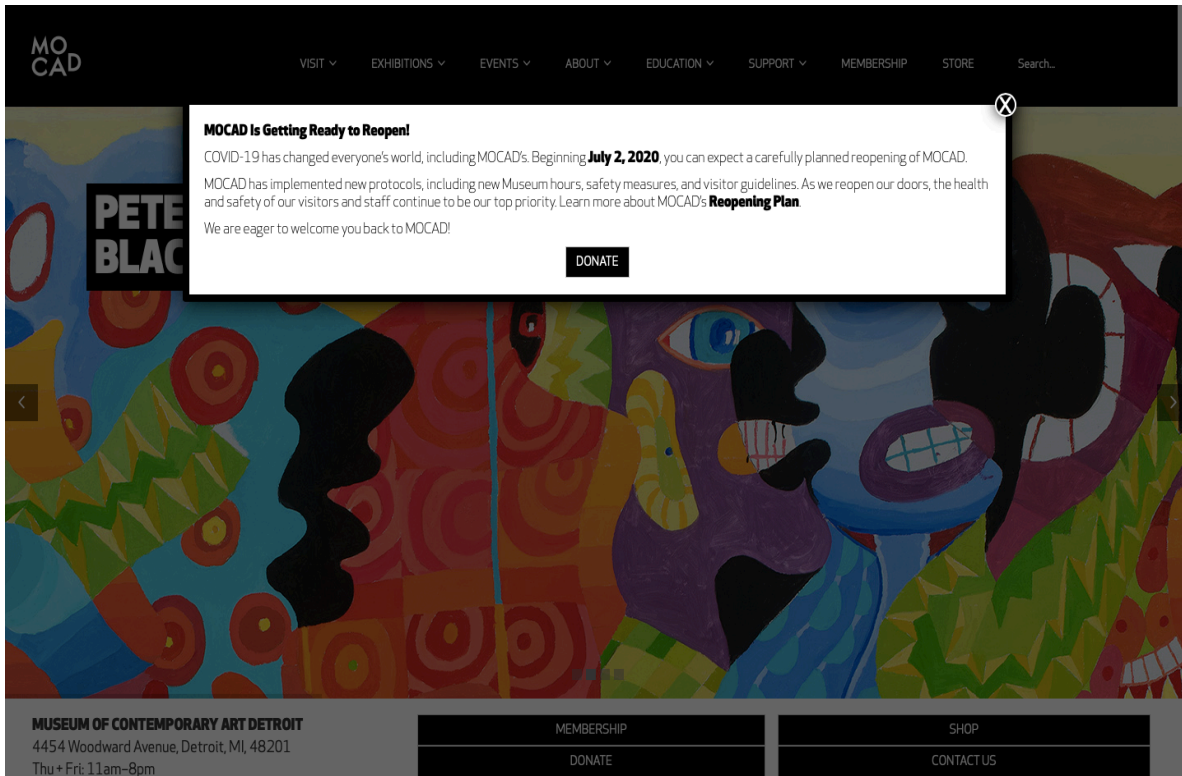 MO
CAD
VISIT
EXHIBITIONS
EVENTS
ABOUT
EDUCATION
SUPPORT
MEMBERSHIP
STORE
Search...
X
MOCAD Is Getting Ready to Reopen!
COVID-19 has changed everyone's world, including MOCAD's. Beginning July 2, 2020, you can expect a carefully planned reopening of MOCAD.
MOCAD has implemented new protocols, including new Museum hours, safety measures, and visitor guidelines. As we reopen our doors, the health
and safety of our visitors and staff continue to be our top priority. Learn more about MOCAD's Reopening Plan.
We are eager to welcome you back to MOCAD!
DONATE
PETE
BLAC
MUSEUM OF CONTEMPORARY ART DETROIT
4454 Woodward Avenue, Detroit, MI, 48201
Thu + Fri: 11am–8pm
MEMBERSHIP
SHOP
DONATE
CONTACT US